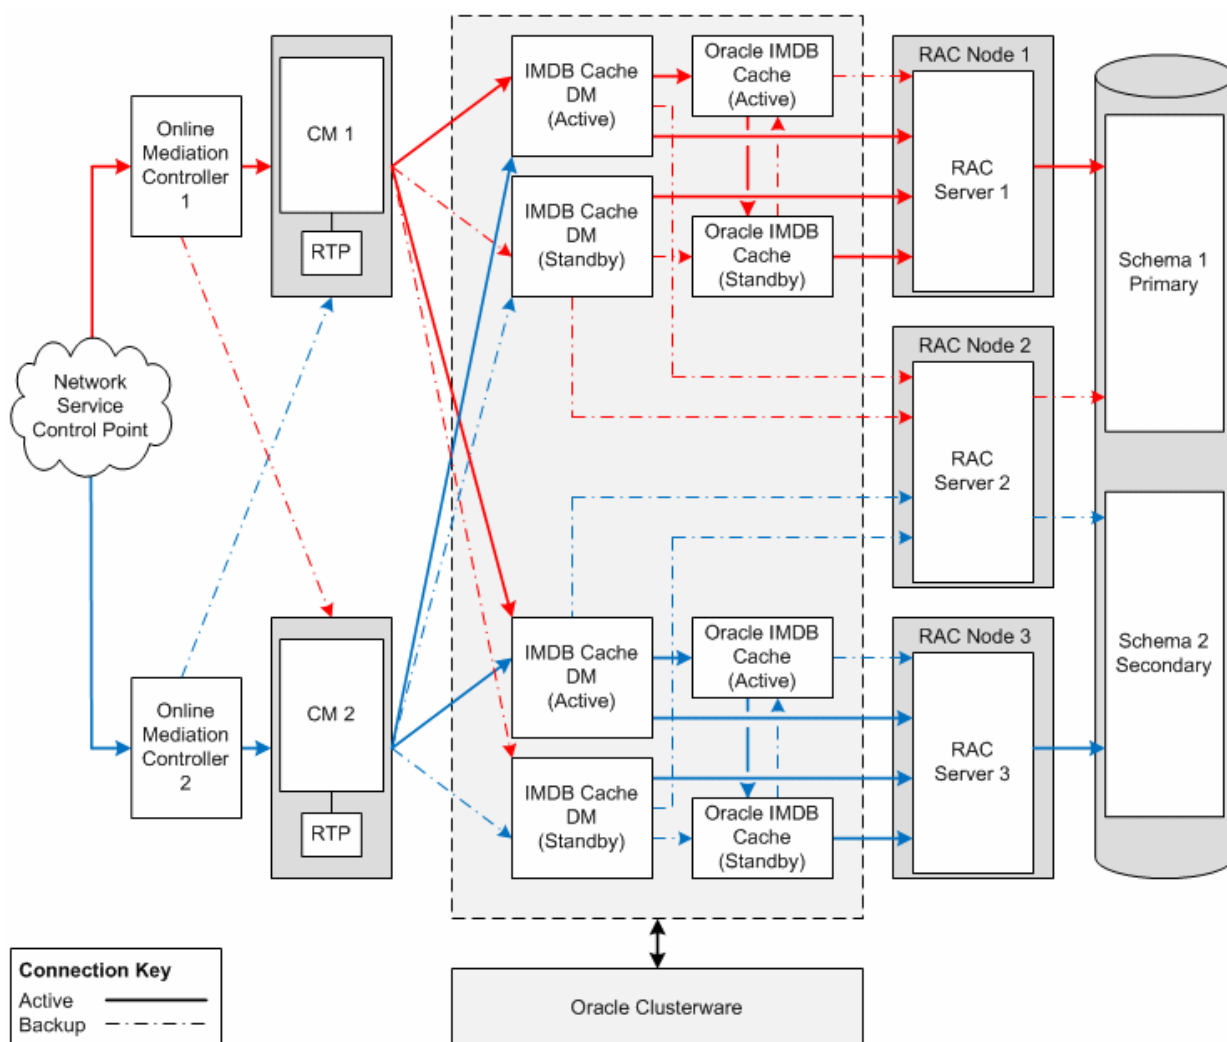 Network
Service
Control Point
Online
Mediation
Controller
1
CM 1
RTP
IMDB Cache
DM
(Active)
Oracle IMDB
Cache
(Active)
IMDB Cache
DM
(Standby)
Oracle IMDB
Cache
(Standby)
RAC Node 1
RAC
Server 1
Schema 1
Primary
RAC Node 2
RAC
Server 2
Online
Mediation
Controller
2
CM 2
RTP
IMDB Cache
DM
(Active)
Oracle IMDB
Cache
(Active)
IMDB Cache
DM
(Standby)
Oracle IMDB
Cache
(Standby)
RAC Node 3
RAC
Server 3
Schema 2
Secondary
Connection Key
Active
Backup
Oracle Clusterware